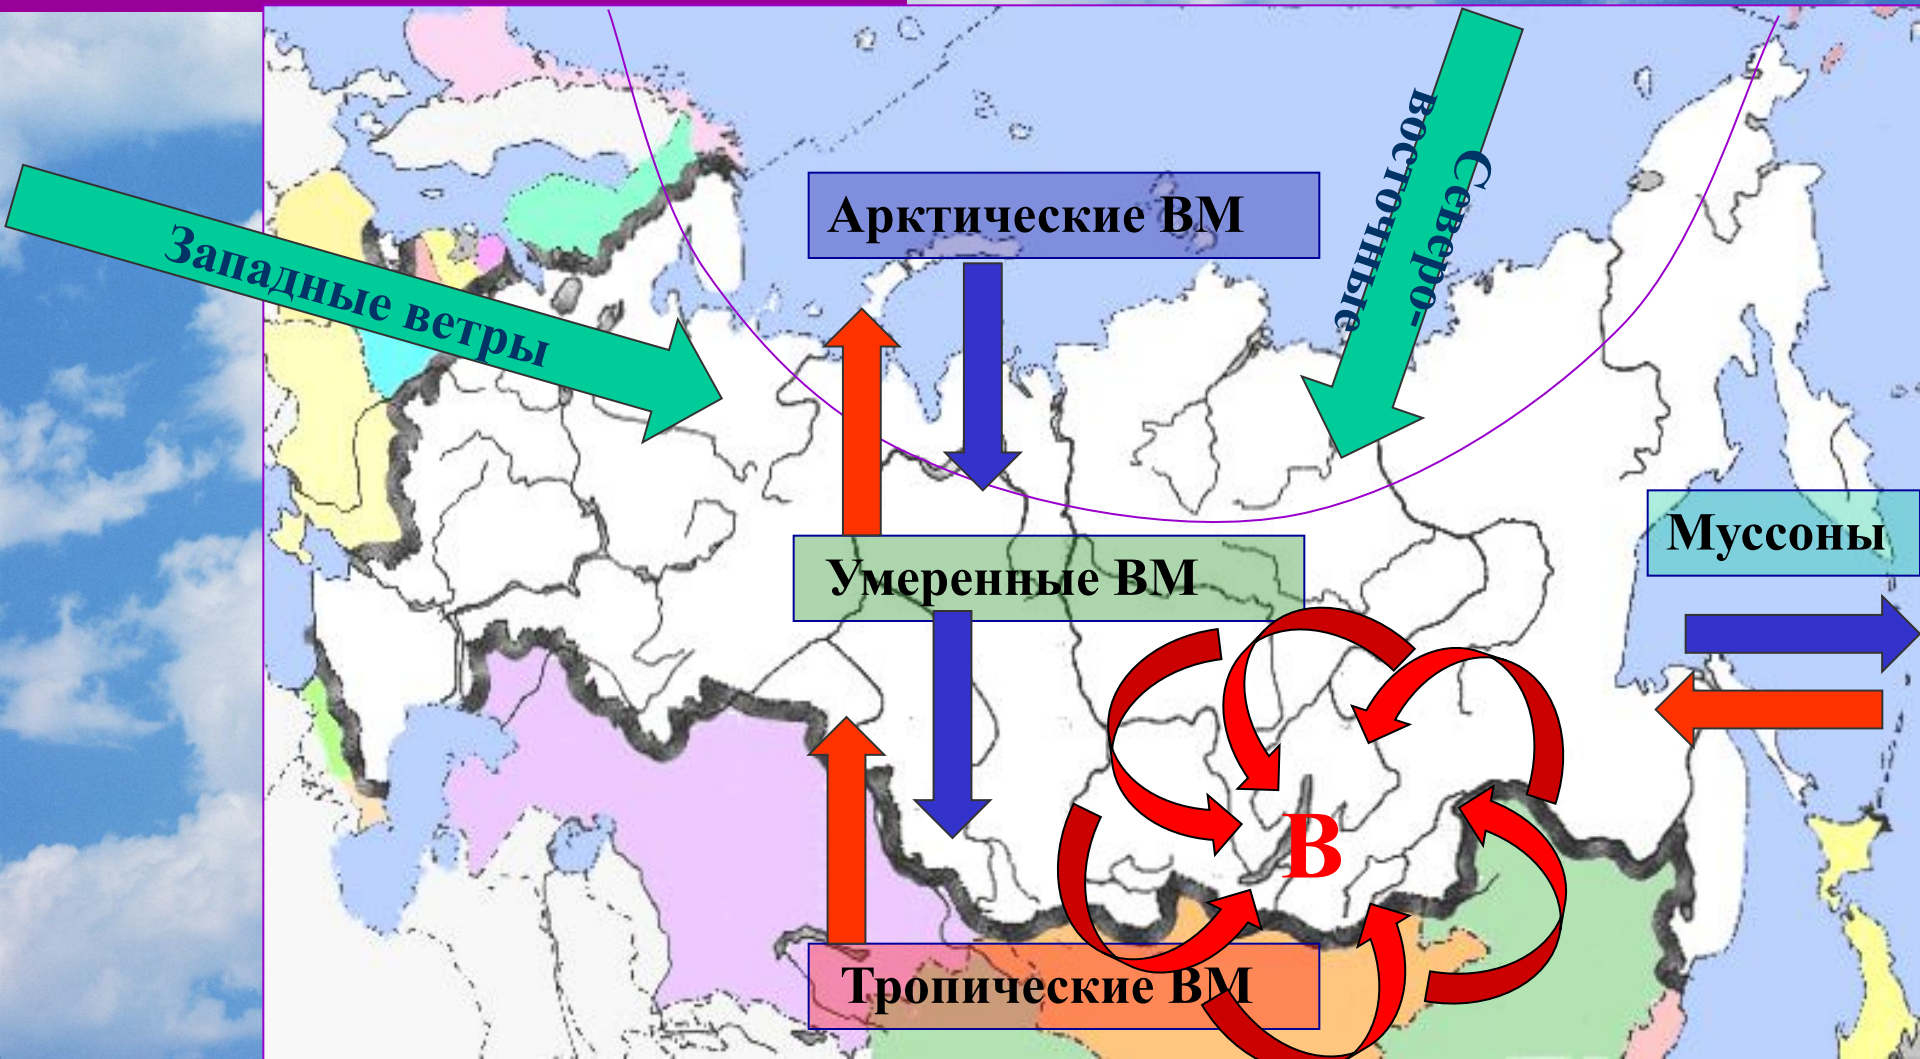 Арктические ВМ
Северо-
восточные
Западные ветры
Муссоны
Умеренные ВМ
В
Тропические ВМ